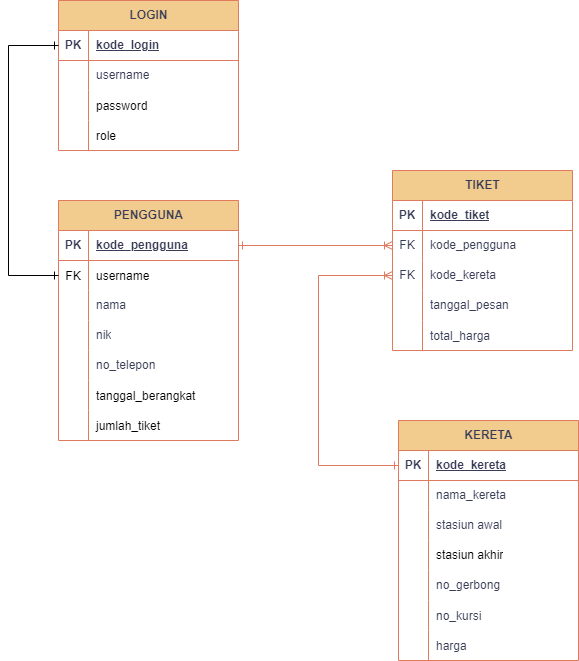 LOGIN
PK kode_login
username
password
role
PENGGUNA
PK kode_pengguna
FK username
nama
nik
no_telepon
tanggal_berangkat
jumlah_tiket
TIKET
PK kode_tiket
FK kode_pengguna
FK kode_kereta
tanggal_pesan
total_harga
KERETA
PK kode_kereta
nama_kereta
stasiun awal
stasiun akhir
no_gerbong
no_kursi
harga